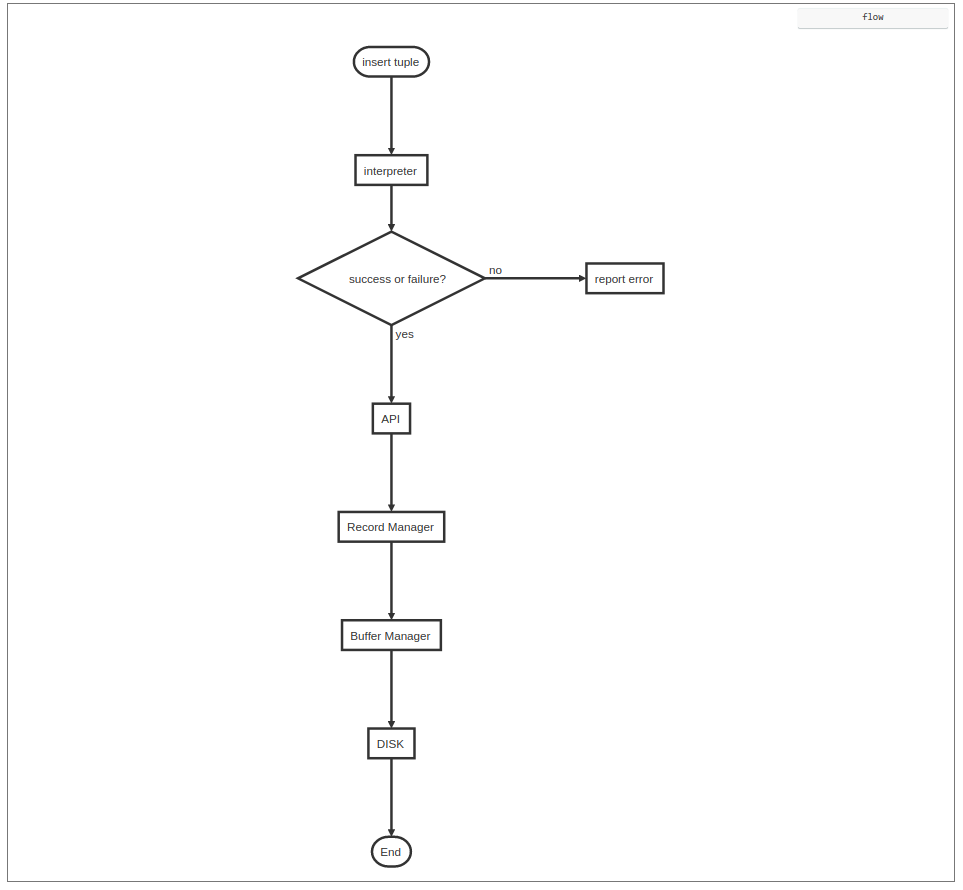 flow
insert tuple
interpreter
success or failure?
no
report error
yes
API
Record Manager
Buffer Manager
DISK
End